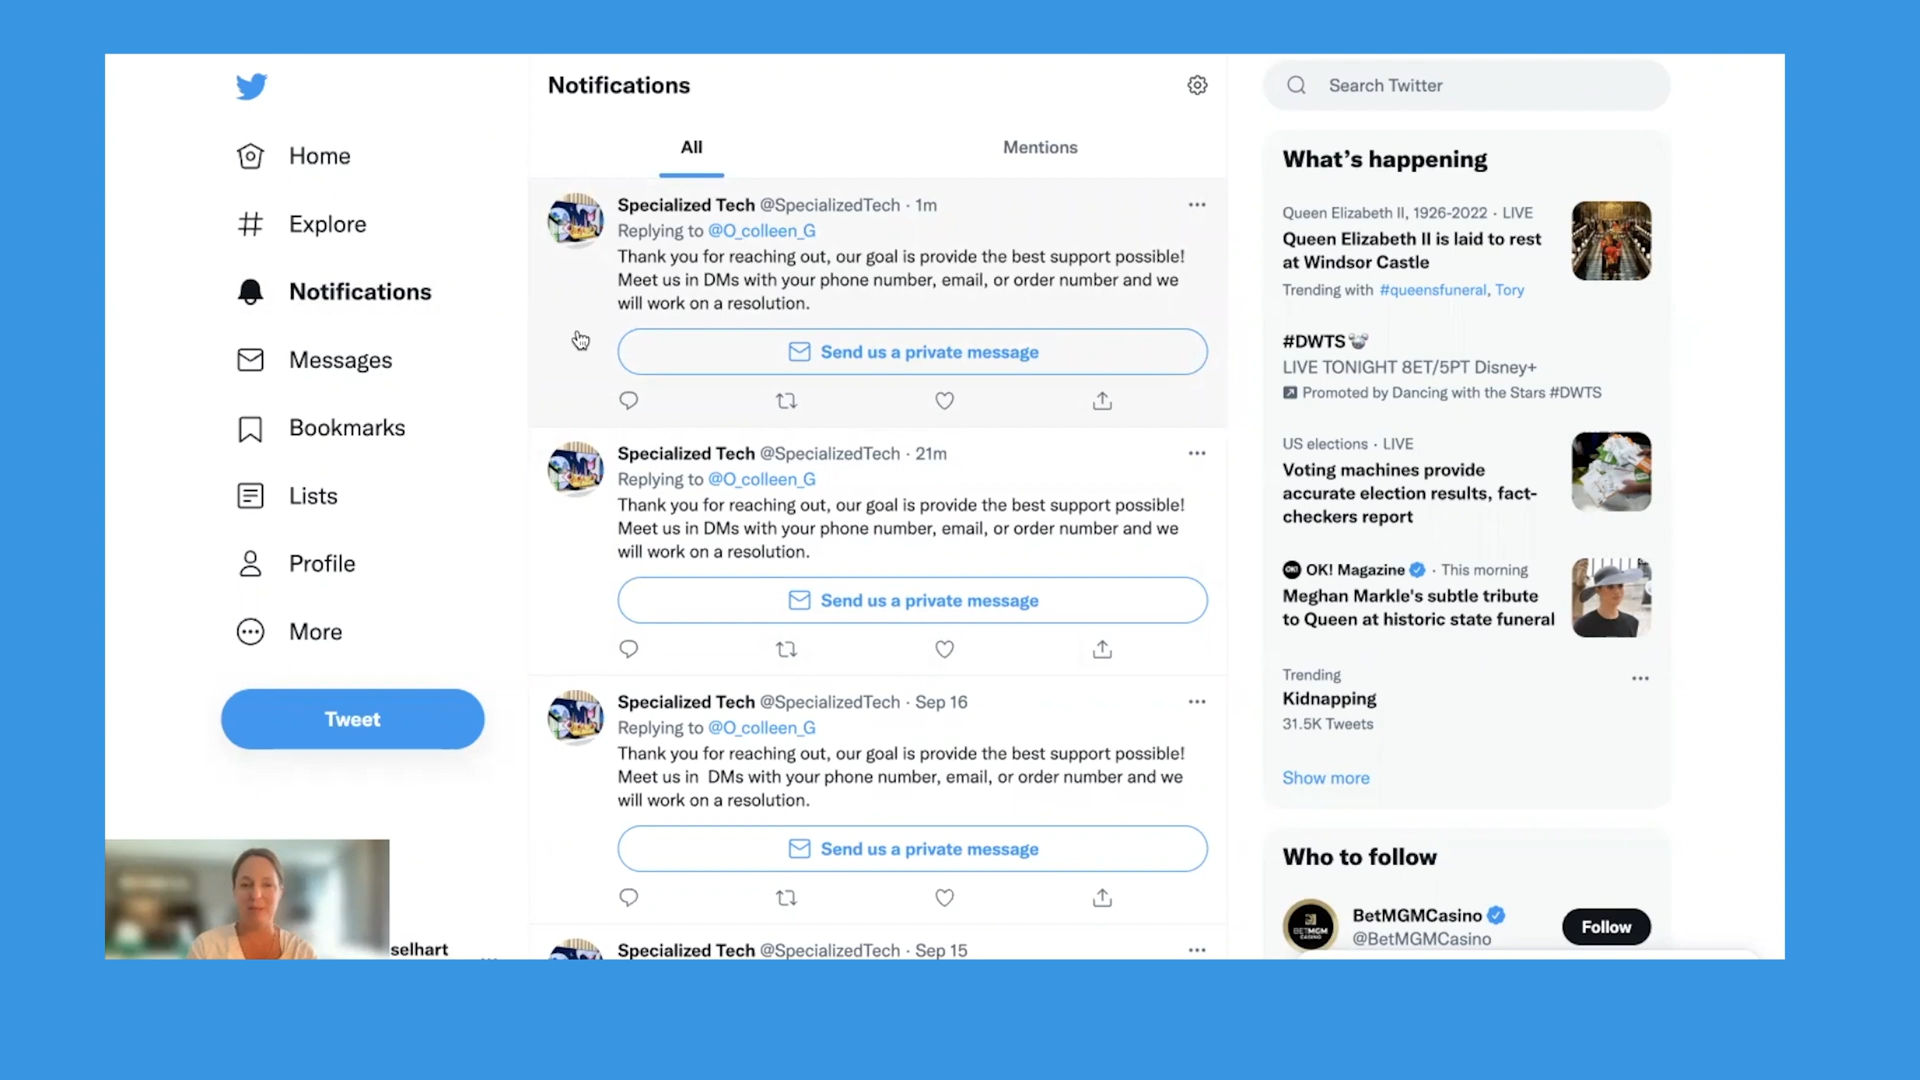 Home
Explore
Notifications
Messages
Bookmarks
Lists
Profile
More
Tweet
selhart
Notifications
All
Mentions
Specialized Tech @SpecializedTech · 1m
Replying to @O_colleen_G
Thank you for reaching out, our goal is provide the best support possible!
Meet us in DMs with your phone number, email, or order number and we
will work on a resolution.
Send us a private message
Specialized Tech @SpecializedTech · 21m
Replying to @O_colleen_G
Thank you for reaching out, our goal is provide the best support possible!
Meet us in DMs with your phone number, email, or order number and we
will work on a resolution.
Send us a private message
Specialized Tech @SpecializedTech · Sep 16
Replying to @O_colleen_G
Thank you for reaching out, our goal is provide the best support possible!
Meet us in  DMs with your phone number, email, or order number and we
will work on a resolution.
Send us a private message
Specialized Tech @SpecializedTech · Sep 15
Search Twitter
What's happening
Queen Elizabeth II, 1926-2022 · LIVE
Queen Elizabeth II is laid to rest
at Windsor Castle
Trending with #queensfuneral, Tory
#DWTS
LIVE TONIGHT 8ET/5PT Disney+
Promoted by Dancing with the Stars #DWTS
US elections · LIVE
Voting machines provide
accurate election results, fact-
checkers report
OK! Magazine · This morning
Meghan Markle's subtle tribute
to Queen at historic state funeral
Trending
Kidnapping
31.5K Tweets
Show more
Who to follow
BETMGM
CASINO
BetMGMCasino
@BetMGMCasino
Follow